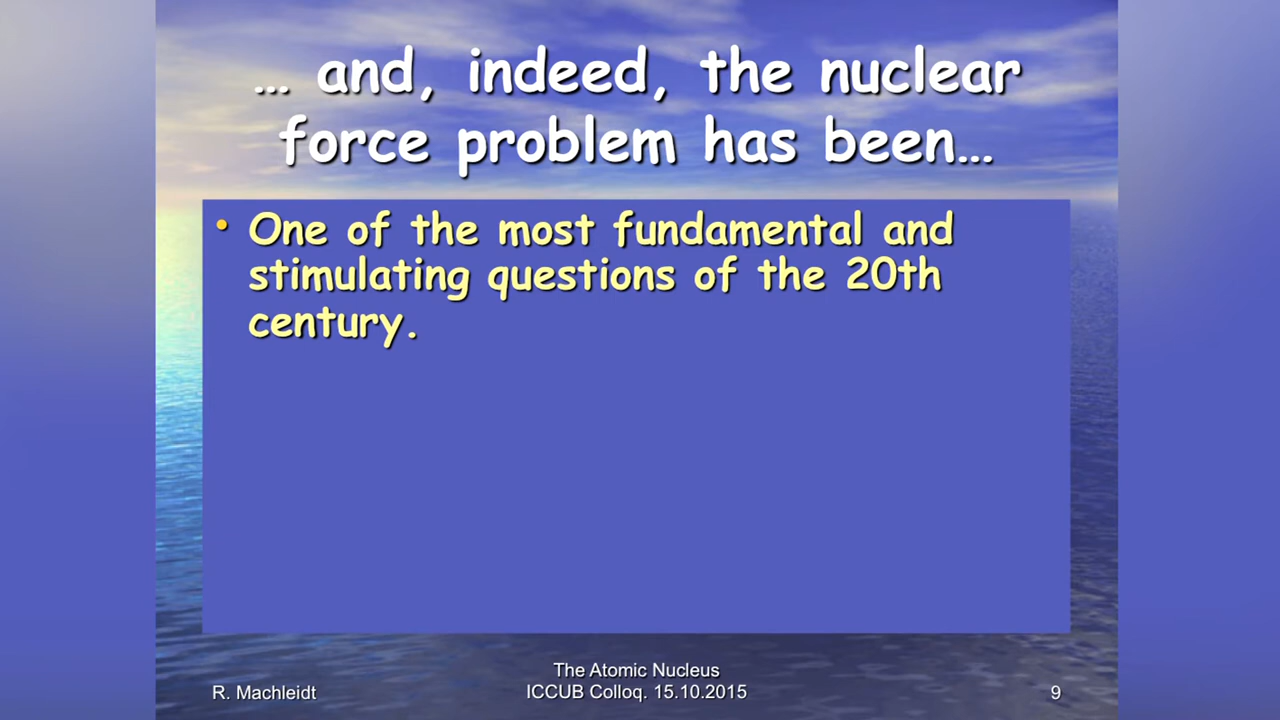 … and, indeed, the nuclear
force problem has been…
• One of the most fundamental and
stimulating questions of the 20th
century.
The Atomic Nucleus
R. Machleidt
ICCUB Colloq. 15.10.2015
9